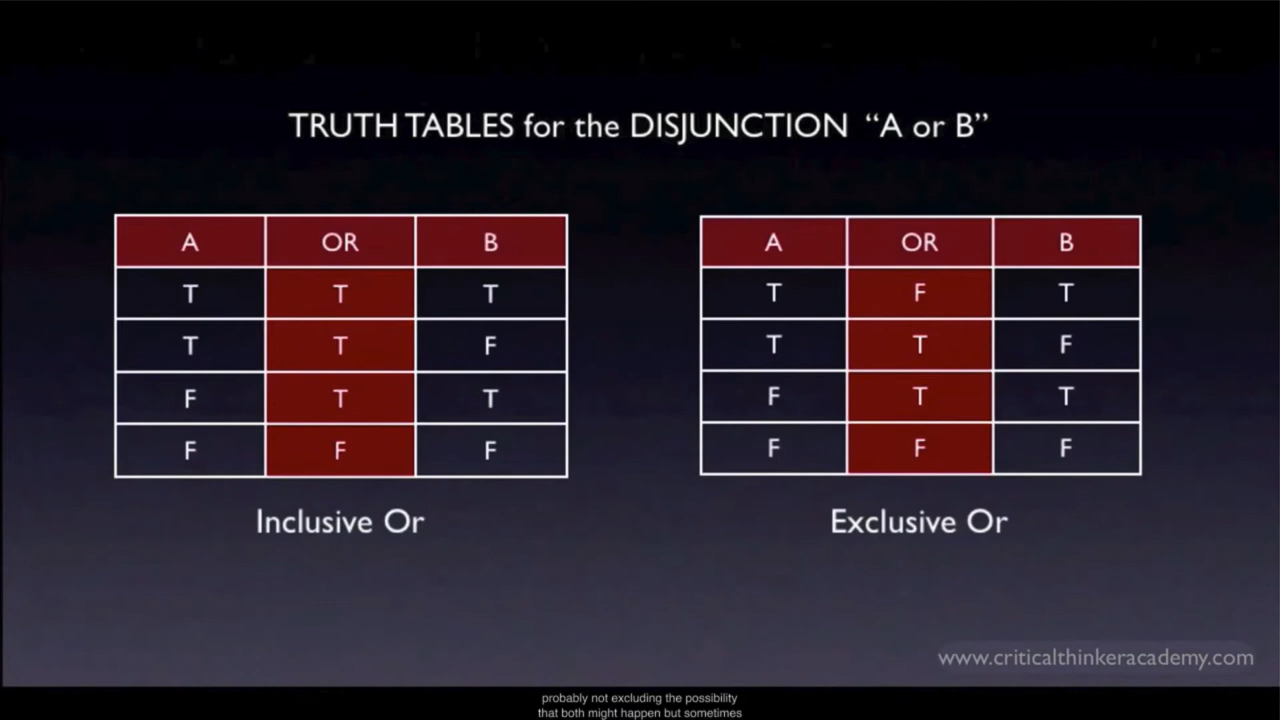 TRUTH TABLES for the DISJUNCTION “A or B”
A OR B
T T T
T T F
F T T
F F F
Inclusive Or
A OR B
T F T
T T F
F T T
F F F
Exclusive Or
www.criticalthinkeracademy.com
probably not excluding the possibility
that both might happen but sometimes